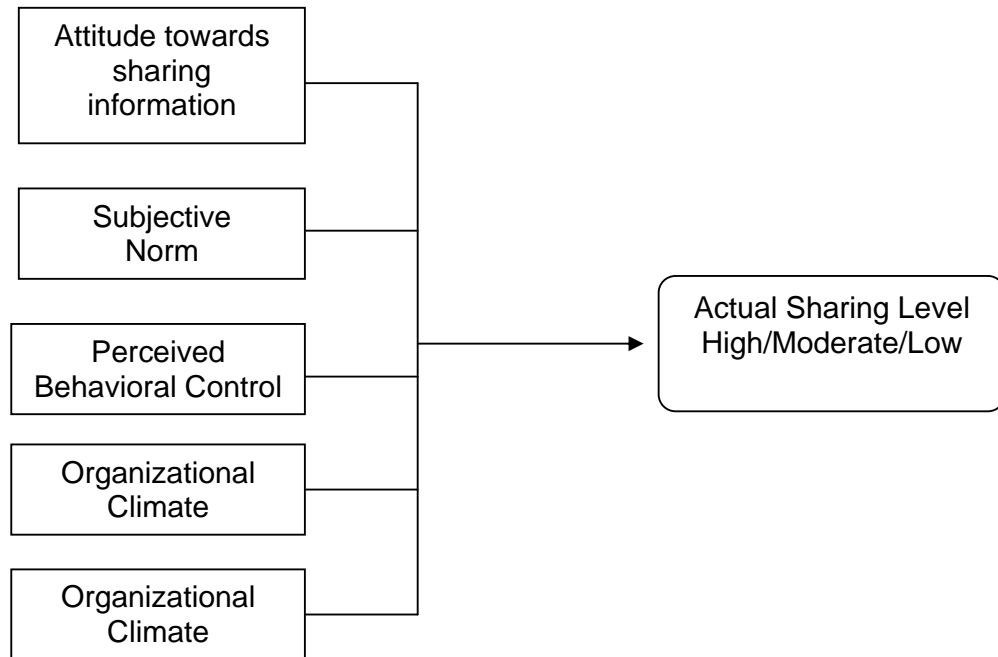 Attitude towards
sharing
information
Subjective
Norm
Perceived
Behavioral Control
Organizational
Climate
Organizational
Climate
Actual Sharing Level
High/Moderate/Low